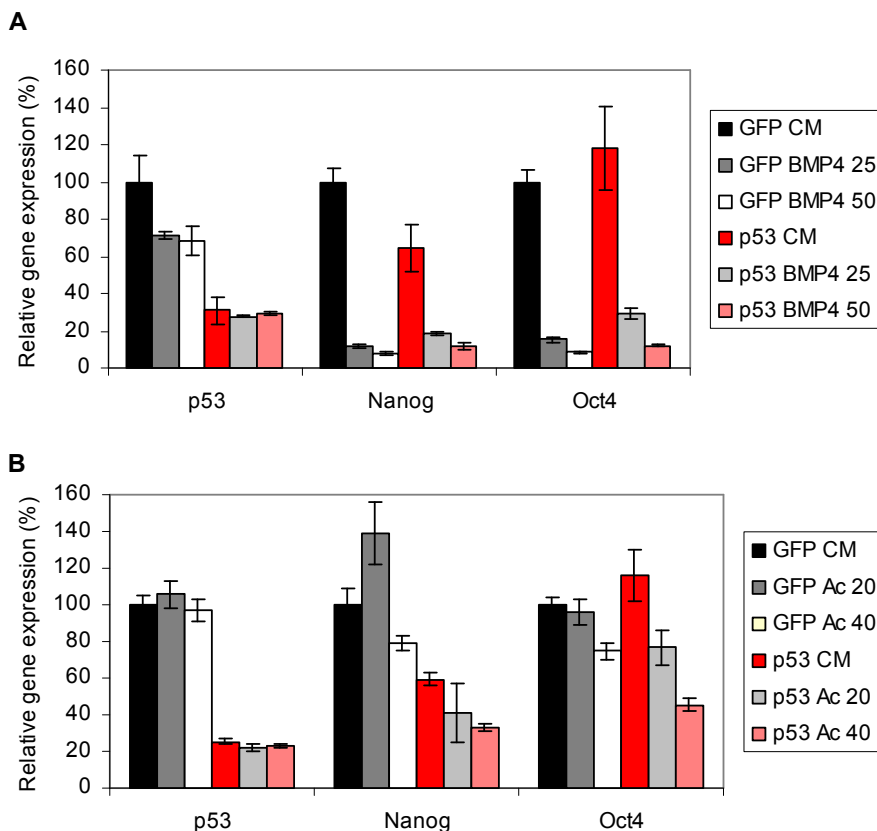 A
Relative gene expression (%)
160
140
120
100
80
60
40
20
0
p53 Nanog Oct4
GFP CM
GFP BMP4 25
GFP BMP4 50
p53 CM
p53 BMP4 25
p53 BMP4 50
B
Relative gene expression (%)
160
140
120
100
80
60
40
20
0
p53 Nanog Oct4
GFP CM
GFP Ac 20
GFP Ac 40
p53 CM
p53 Ac 20
p53 Ac 40